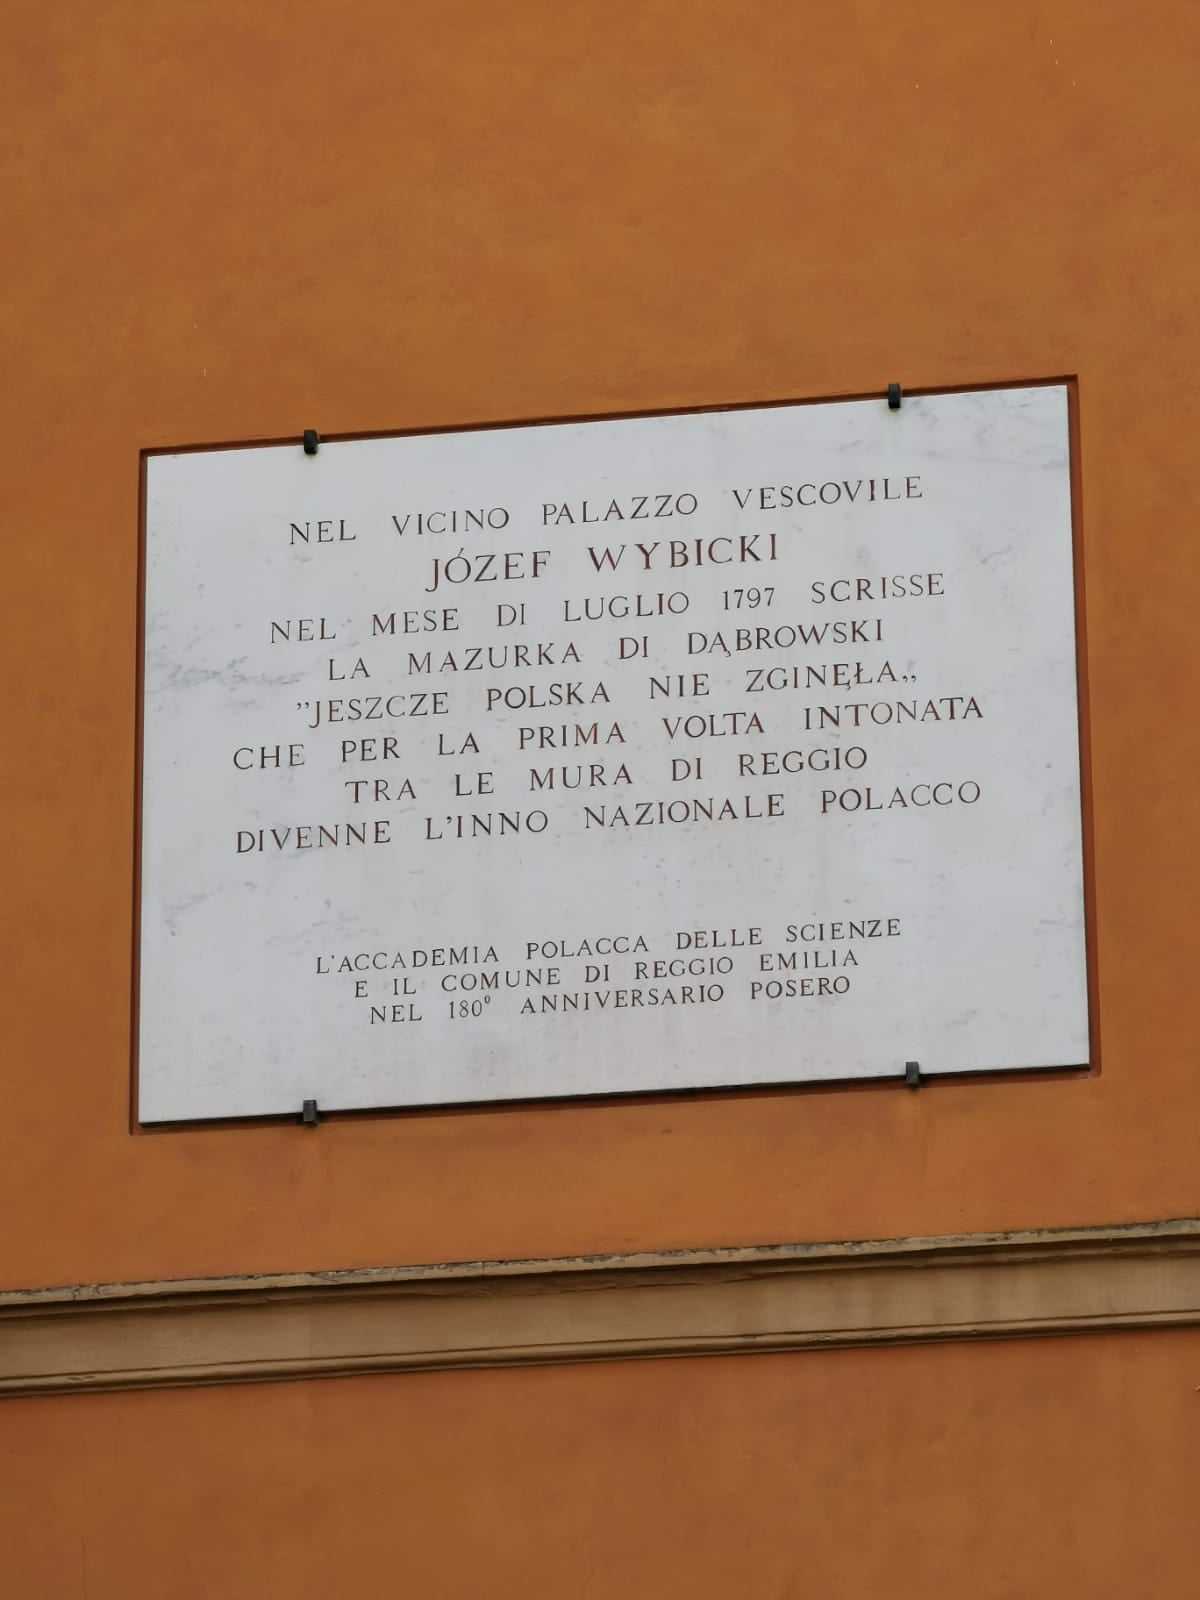 NEL VICINO PALAZZO VESCOVILE
JÓZEF WYBICKI
NEL MESE DI LUGLIO 1797 SCRISSE
LA MAZURKA DI DĄBROWSKI
”JESZCZE POLSKA NIE ZGINĘŁA„
CHE PER LA PRIMA VOLTA INTONATA
TRA LE MURA DI REGGIO
DIVENNE L'INNO NAZIONALE POLACCO
L'ACCADEMIA POLACCA DELLE SCIENZE
E IL COMUNE DI REGGIO EMILIA
NEL 180º ANNIVERSARIO POSERO